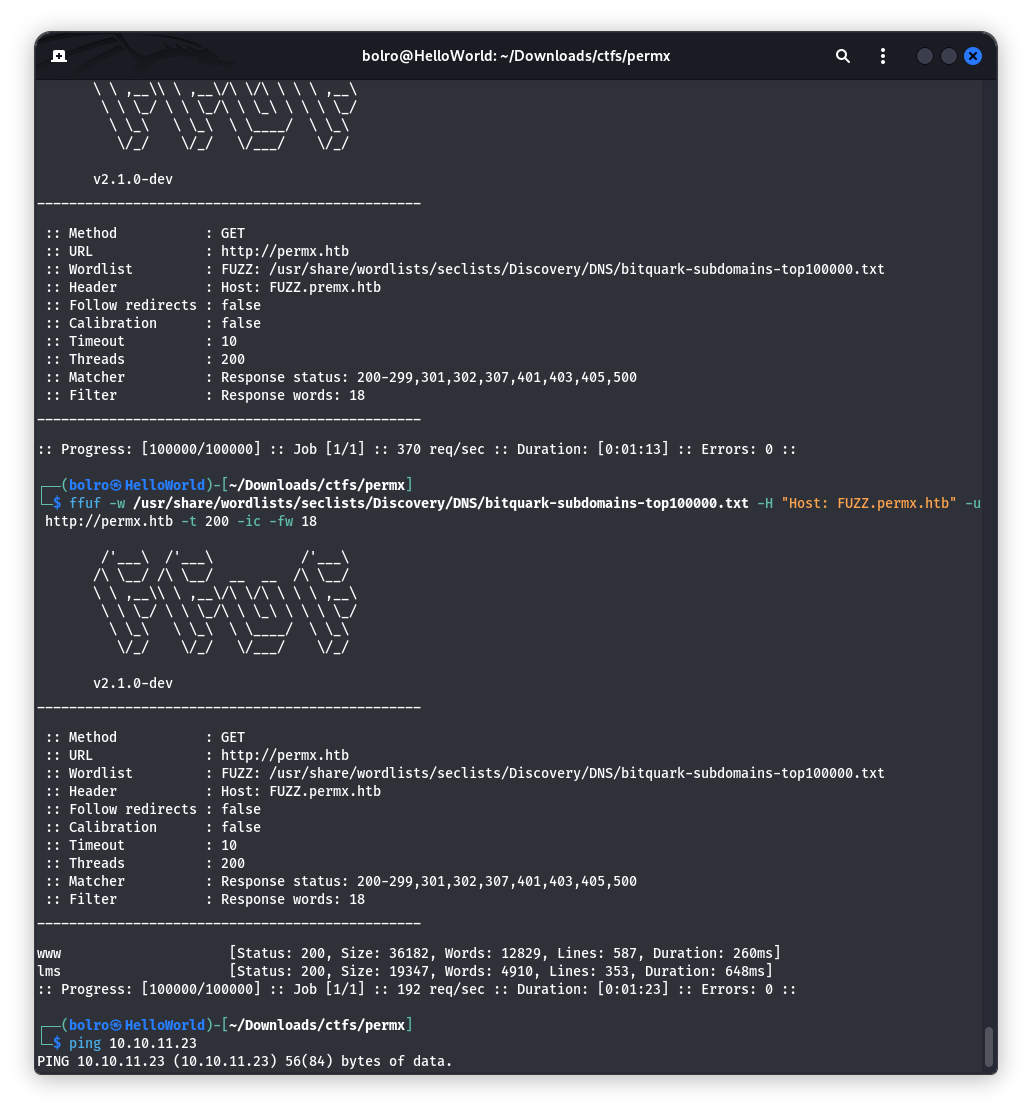 bolro@HelloWorld: ~/Downloads/ctfs/permx
\ \ ,__\\ \ ,__\/\ \/\ \ \ \ ,__\
\ \ \_/ \ \ \_/\ \ \_\ \ \ \ \_/
\ \_\   \ \_\  \ \____/  \ \_\
\/_/    \/_/   \/___/    \/_/
v2.1.0-dev
________________________________________________
:: Method           : GET
:: URL              : http://permx.htb
:: Wordlist         : FUZZ: /usr/share/wordlists/seclists/Discovery/DNS/bitquark-subdomains-top100000.txt
:: Header           : Host: FUZZ.premx.htb
:: Follow redirects : false
:: Calibration      : false
:: Timeout          : 10
:: Threads          : 200
:: Matcher          : Response status: 200-299,301,302,307,401,403,405,500
:: Filter           : Response words: 18
________________________________________________
:: Progress: [100000/100000] :: Job [1/1] :: 370 req/sec :: Duration: [0:01:13] :: Errors: 0 ::
┌──(bolro㉿HelloWorld)-[~/Downloads/ctfs/permx]
└─$ ffuf -w /usr/share/wordlists/seclists/Discovery/DNS/bitquark-subdomains-top100000.txt -H "Host: FUZZ.permx.htb" -u
http://permx.htb -t 200 -ic -fw 18
/'___\  /'___\           /'___\
/\ \__/ /\ \__/  __  __  /\ \__/
\ \ ,__\\ \ ,__\/\ \/\ \ \ \ ,__\
\ \ \_/ \ \ \_/\ \ \_\ \ \ \ \_/
\ \_\   \ \_\  \ \____/  \ \_\
\/_/    \/_/   \/___/    \/_/
v2.1.0-dev
________________________________________________
:: Method           : GET
:: URL              : http://permx.htb
:: Wordlist         : FUZZ: /usr/share/wordlists/seclists/Discovery/DNS/bitquark-subdomains-top100000.txt
:: Header           : Host: FUZZ.permx.htb
:: Follow redirects : false
:: Calibration      : false
:: Timeout          : 10
:: Threads          : 200
:: Matcher          : Response status: 200-299,301,302,307,401,403,405,500
:: Filter           : Response words: 18
________________________________________________
www                     [Status: 200, Size: 36182, Words: 12829, Lines: 587, Duration: 260ms]
lms                     [Status: 200, Size: 19347, Words: 4910, Lines: 353, Duration: 648ms]
:: Progress: [100000/100000] :: Job [1/1] :: 192 req/sec :: Duration: [0:01:23] :: Errors: 0 ::
┌──(bolro㉿HelloWorld)-[~/Downloads/ctfs/permx]
└─$ ping 10.10.11.23
PING 10.10.11.23 (10.10.11.23) 56(84) bytes of data.